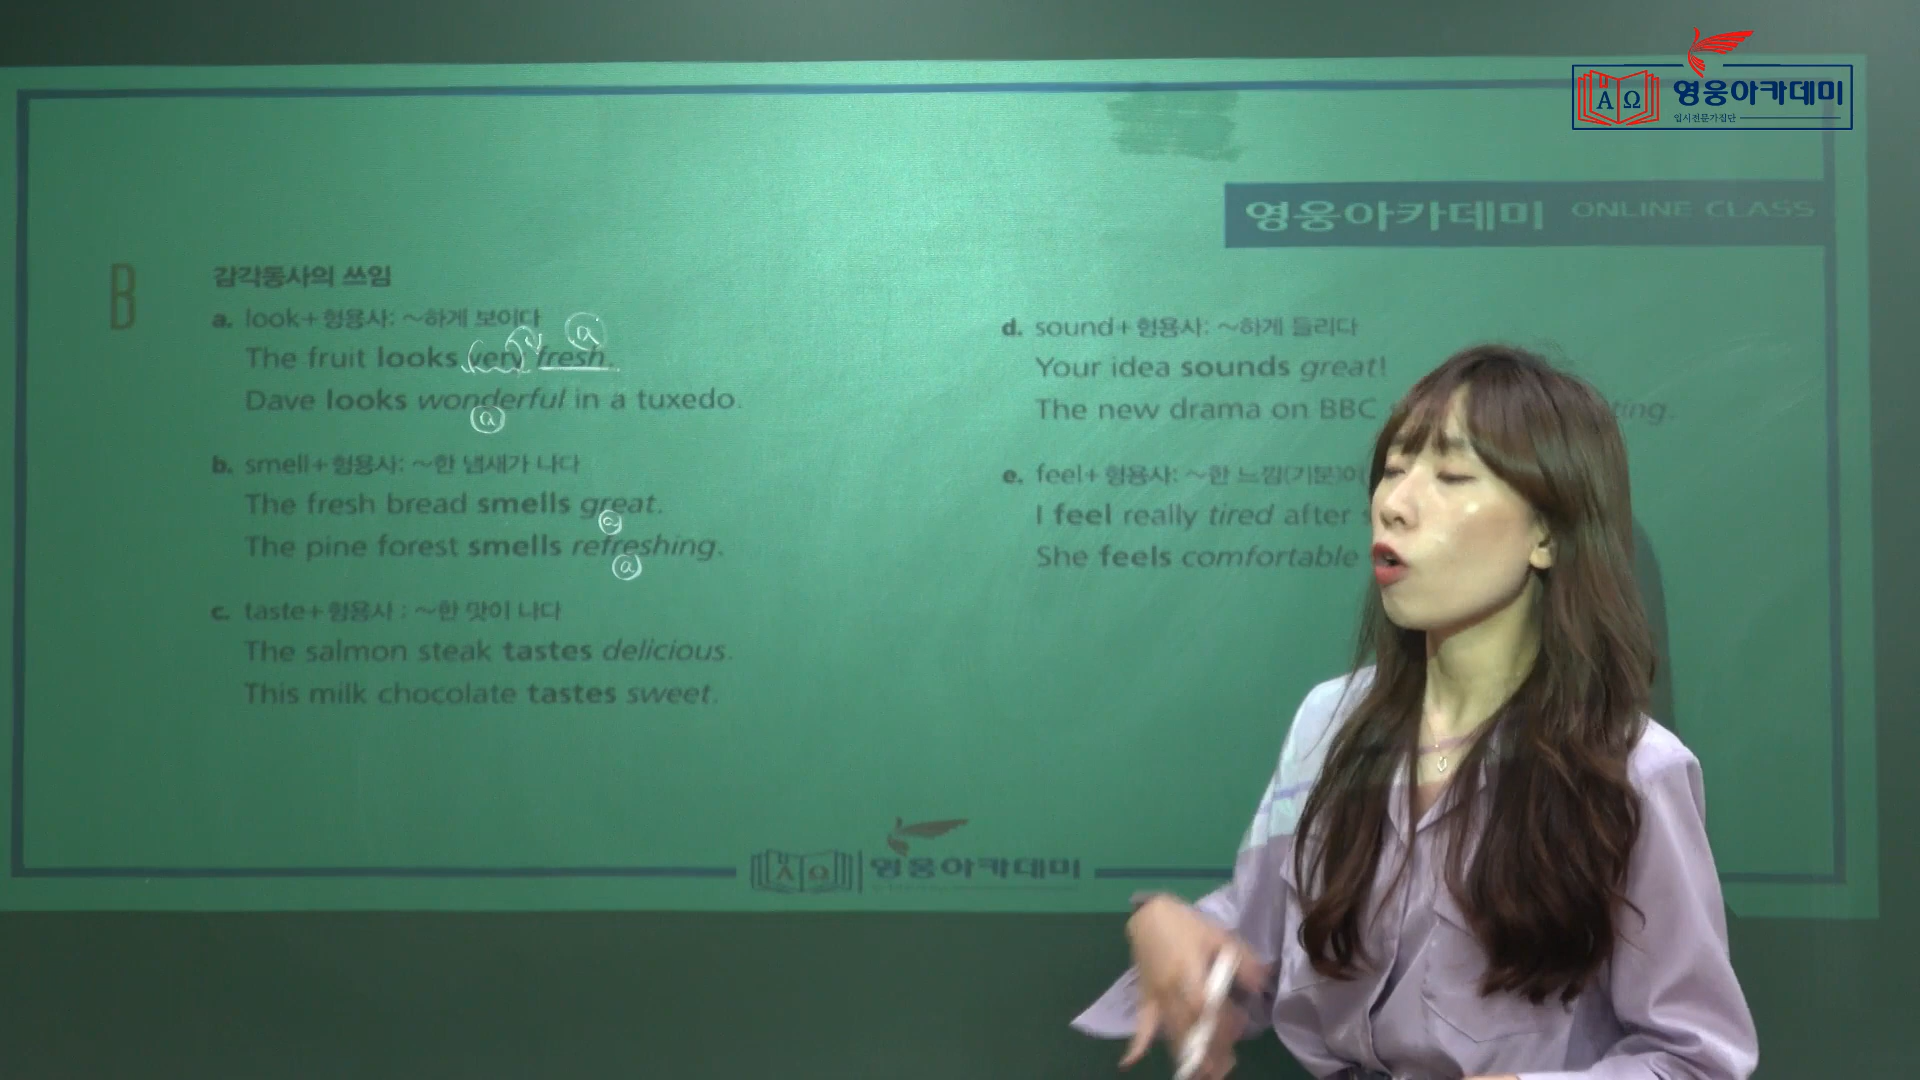 영웅아카데미
입시전문가집단
A Ω
영웅아카데미 ONLINE CLASS
B
감각동사의 쓰임
a. look+형용사: ~하게 보이다
The fruit looks very fresh.
a
Dave looks wonderful in a tuxedo.
a
b. smell+형용사: ~한 냄새가 나다
The fresh bread smells great.
a
The pine forest smells refreshing.
a
c. taste+형용사 : ~한 맛이 나다
The salmon steak tastes delicious.
This milk chocolate tastes sweet.
d. sound+형용사: ~하게 들리다
Your idea sounds great!
The new drama on BBC
ting.
e. feel+형용사: ~한 느낌(기분)이
I feel really tired after
She feels comfortable
A Ω
영웅아카데미